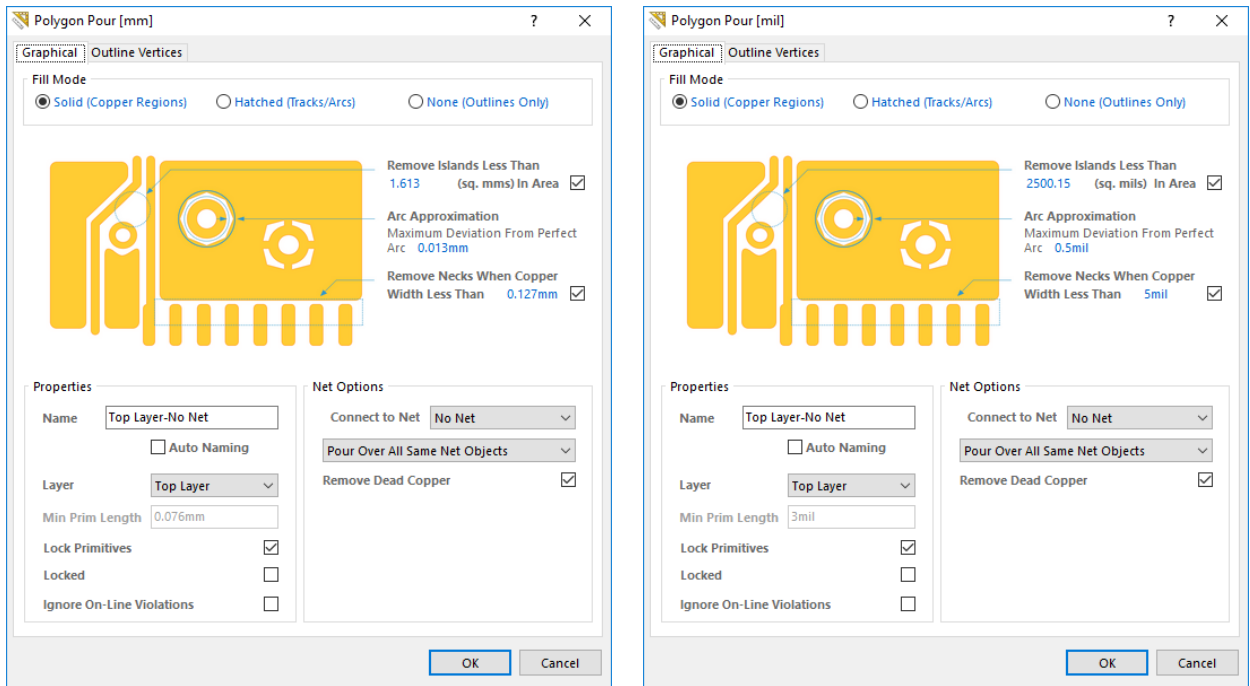 Polygon Pour [mm]
?
Graphical
Outline Vertices
Fill Mode
Solid (Copper Regions)
Hatched (Tracks/Arcs)
None (Outlines Only)
Remove Islands Less Than
1.613 (sq. mms) In Area
Arc Approximation
Maximum Deviation From Perfect
Arc 0.013mm
Remove Necks When Copper
Width Less Than 0.127mm
Properties
Name Top Layer-No Net
Auto Naming
Layer Top Layer
Min Prim Length 0.076mm
Lock Primitives
Locked
Ignore On-Line Violations
Net Options
Connect to Net No Net
Pour Over All Same Net Objects
Remove Dead Copper
OK
Cancel
Polygon Pour [mil]
?
Graphical
Outline Vertices
Fill Mode
Solid (Copper Regions)
Hatched (Tracks/Arcs)
None (Outlines Only)
Remove Islands Less Than
2500.15 (sq. mils) In Area
Arc Approximation
Maximum Deviation From Perfect
Arc 0.5mil
Remove Necks When Copper
Width Less Than 5mil
Properties
Name Top Layer-No Net
Auto Naming
Layer Top Layer
Min Prim Length 3mil
Lock Primitives
Locked
Ignore On-Line Violations
Net Options
Connect to Net No Net
Pour Over All Same Net Objects
Remove Dead Copper
OK
Cancel